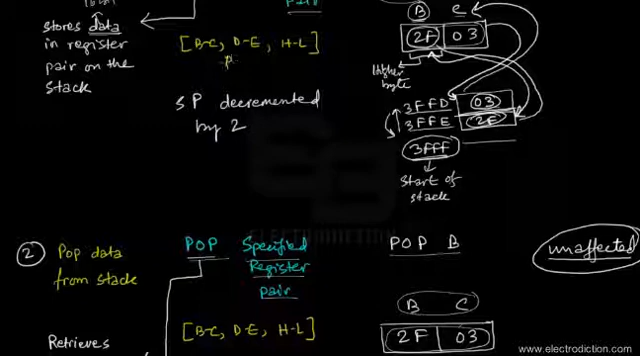 Pair
stores data
in register
pair on the
stack
[B-C, D-E, H-L]
SP decremented
by 2
B C
2F 03
Higher
byte
3FFD 03
3FFE 2F
3FFF
start of
stack
2 Pop data
from stack
POP Specified
Register
pair
POP B
unaffected
B C
2F 03
Retrieves
[B-C, D-E, H-L]
ELECTRODICTION
www.electrodiction.com